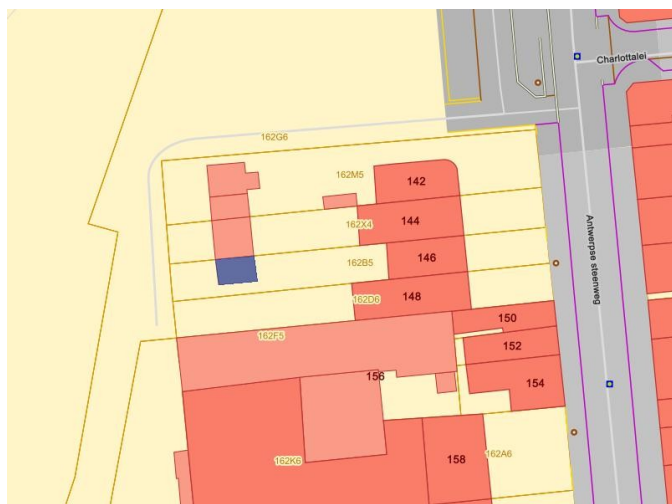 Charlottalei
162G6
162M5
142
162X4
144
Antwerpse steenweg
146
162B5
148
162D6
150
162F5
152
156
154
158
162A6
162K6